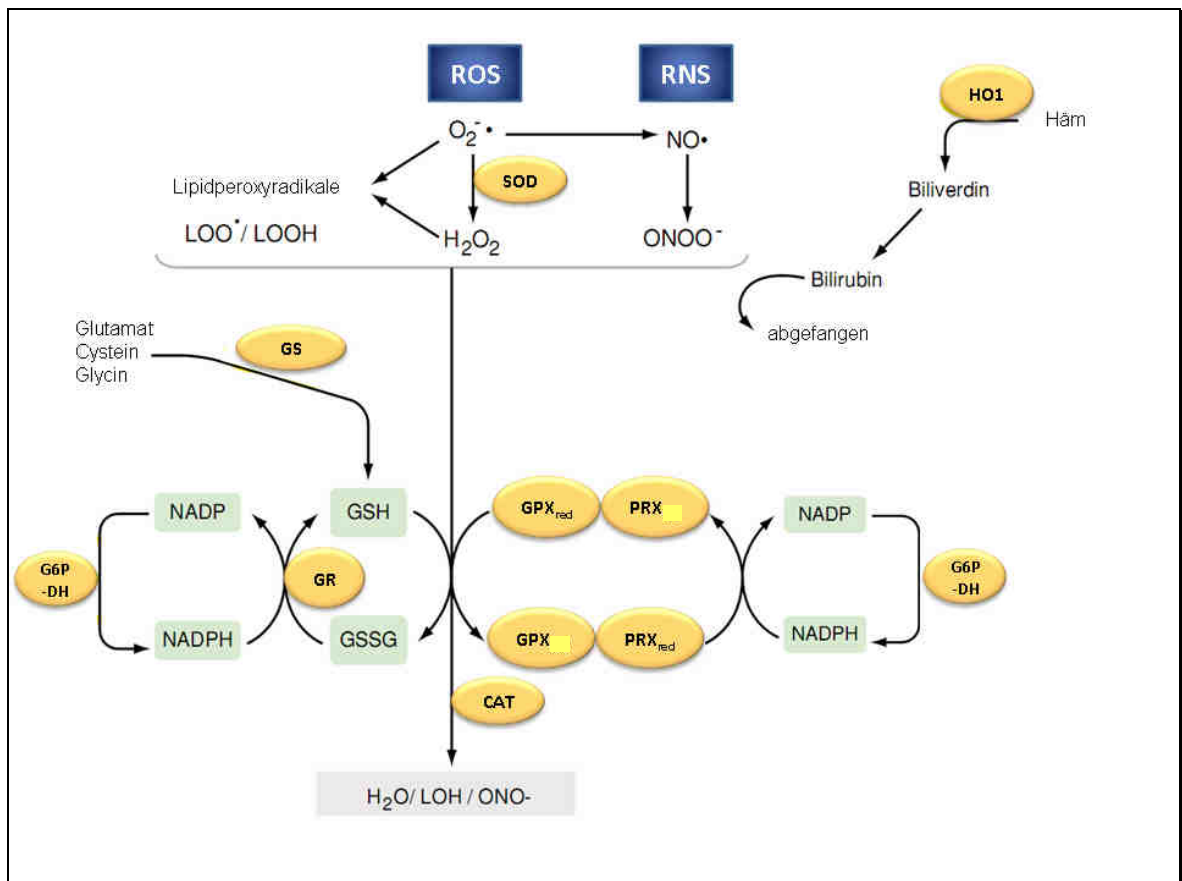 ROS
RNS
HO1
Häm
O₂⁻•
NO•
SOD
Lipidperoxyradikale
LOO•/ LOOH
H₂O₂
ONOO⁻
Biliverdin
Bilirubin
abgefangen
Glutamat
Cystein
Glycin
GS
NADP
GSH
GPXred
PRX
NADP
G6P
-DH
GR
G6P
-DH
NADPH
GSSG
GPX
PRXred
NADPH
CAT
H₂O/ LOH / ONO-